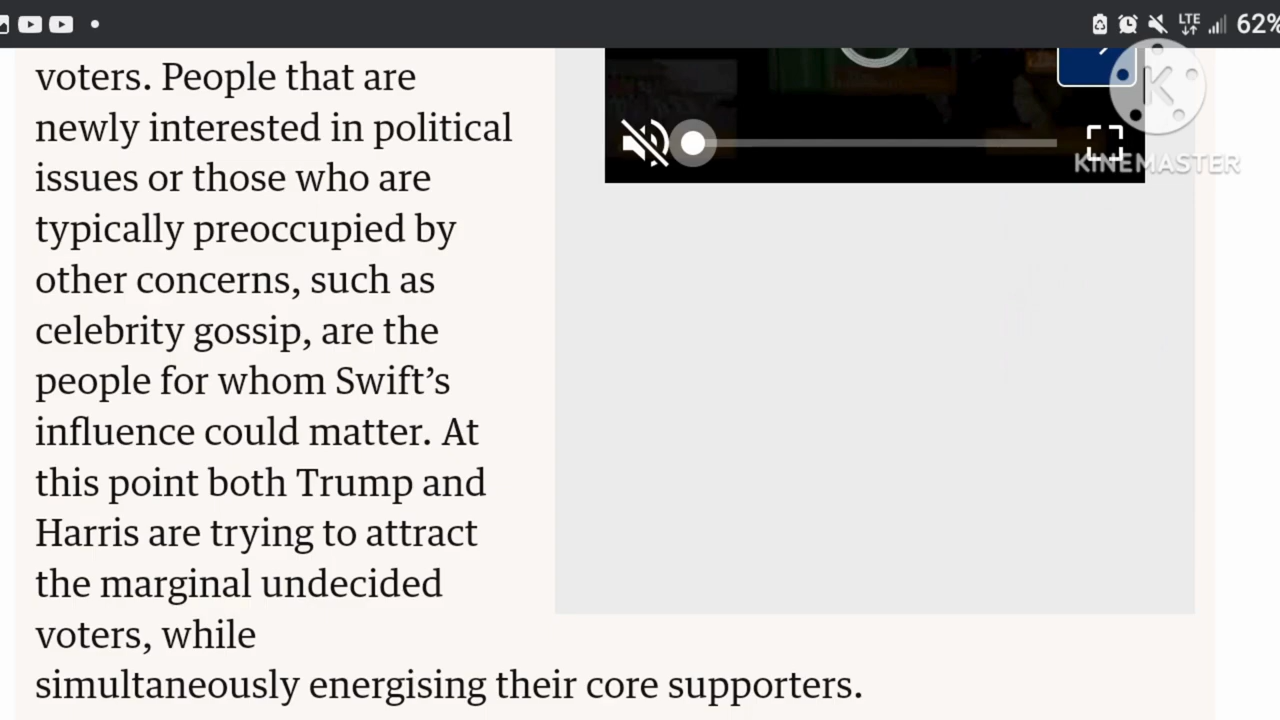 LTE 62%
K
KINEMASTER
voters. People that are
newly interested in political
issues or those who are
typically preoccupied by
other concerns, such as
celebrity gossip, are the
people for whom Swift’s
influence could matter. At
this point both Trump and
Harris are trying to attract
the marginal undecided
voters, while
simultaneously energising their core supporters.